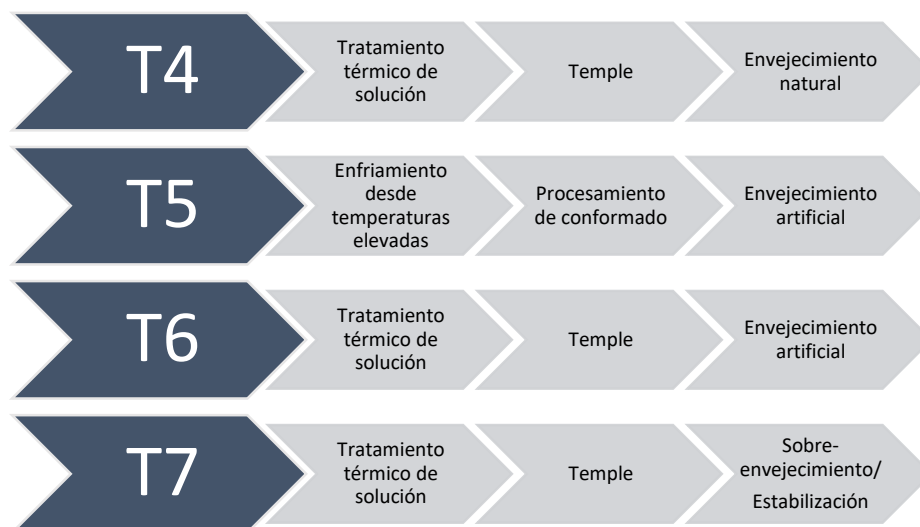 T4
Tratamiento
térmico de
solución
Temple
Envejecimiento
natural
T5
Enfriamiento
desde
temperaturas
elevadas
Procesamiento
de conformado
Envejecimiento
artificial
T6
Tratamiento
térmico de
solución
Temple
Envejecimiento
artificial
T7
Tratamiento
térmico de
solución
Temple
Sobre-
envejecimiento/
Estabilización